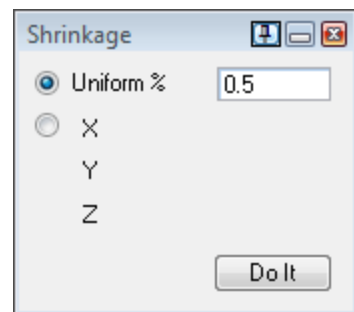 Shrinkage
Uniform % 0.5
X
Y
Z
Do It